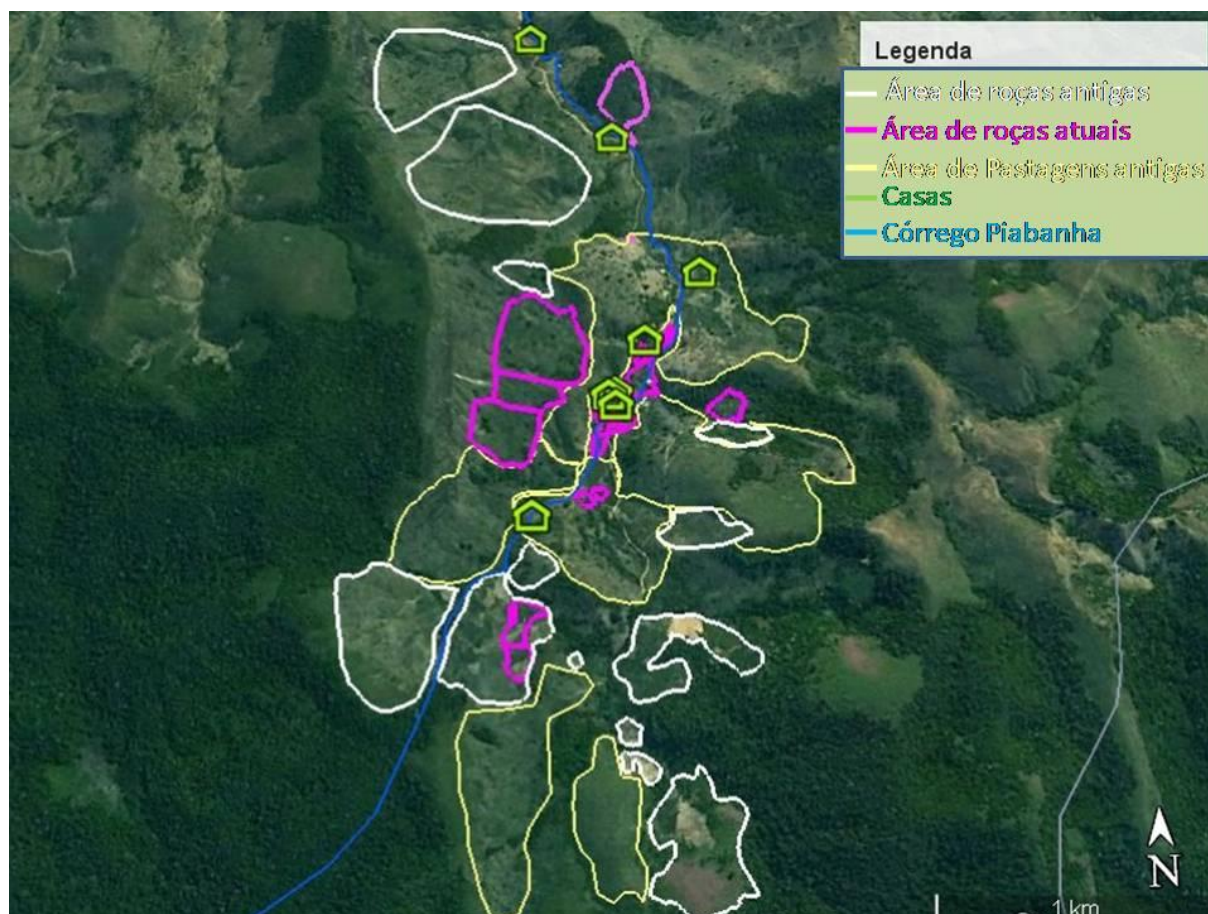 Legenda
Área de roças antigas
Área de roças atuais
Área de Pastagens antigas
Casas
Córrego Piabanha
N
1 km